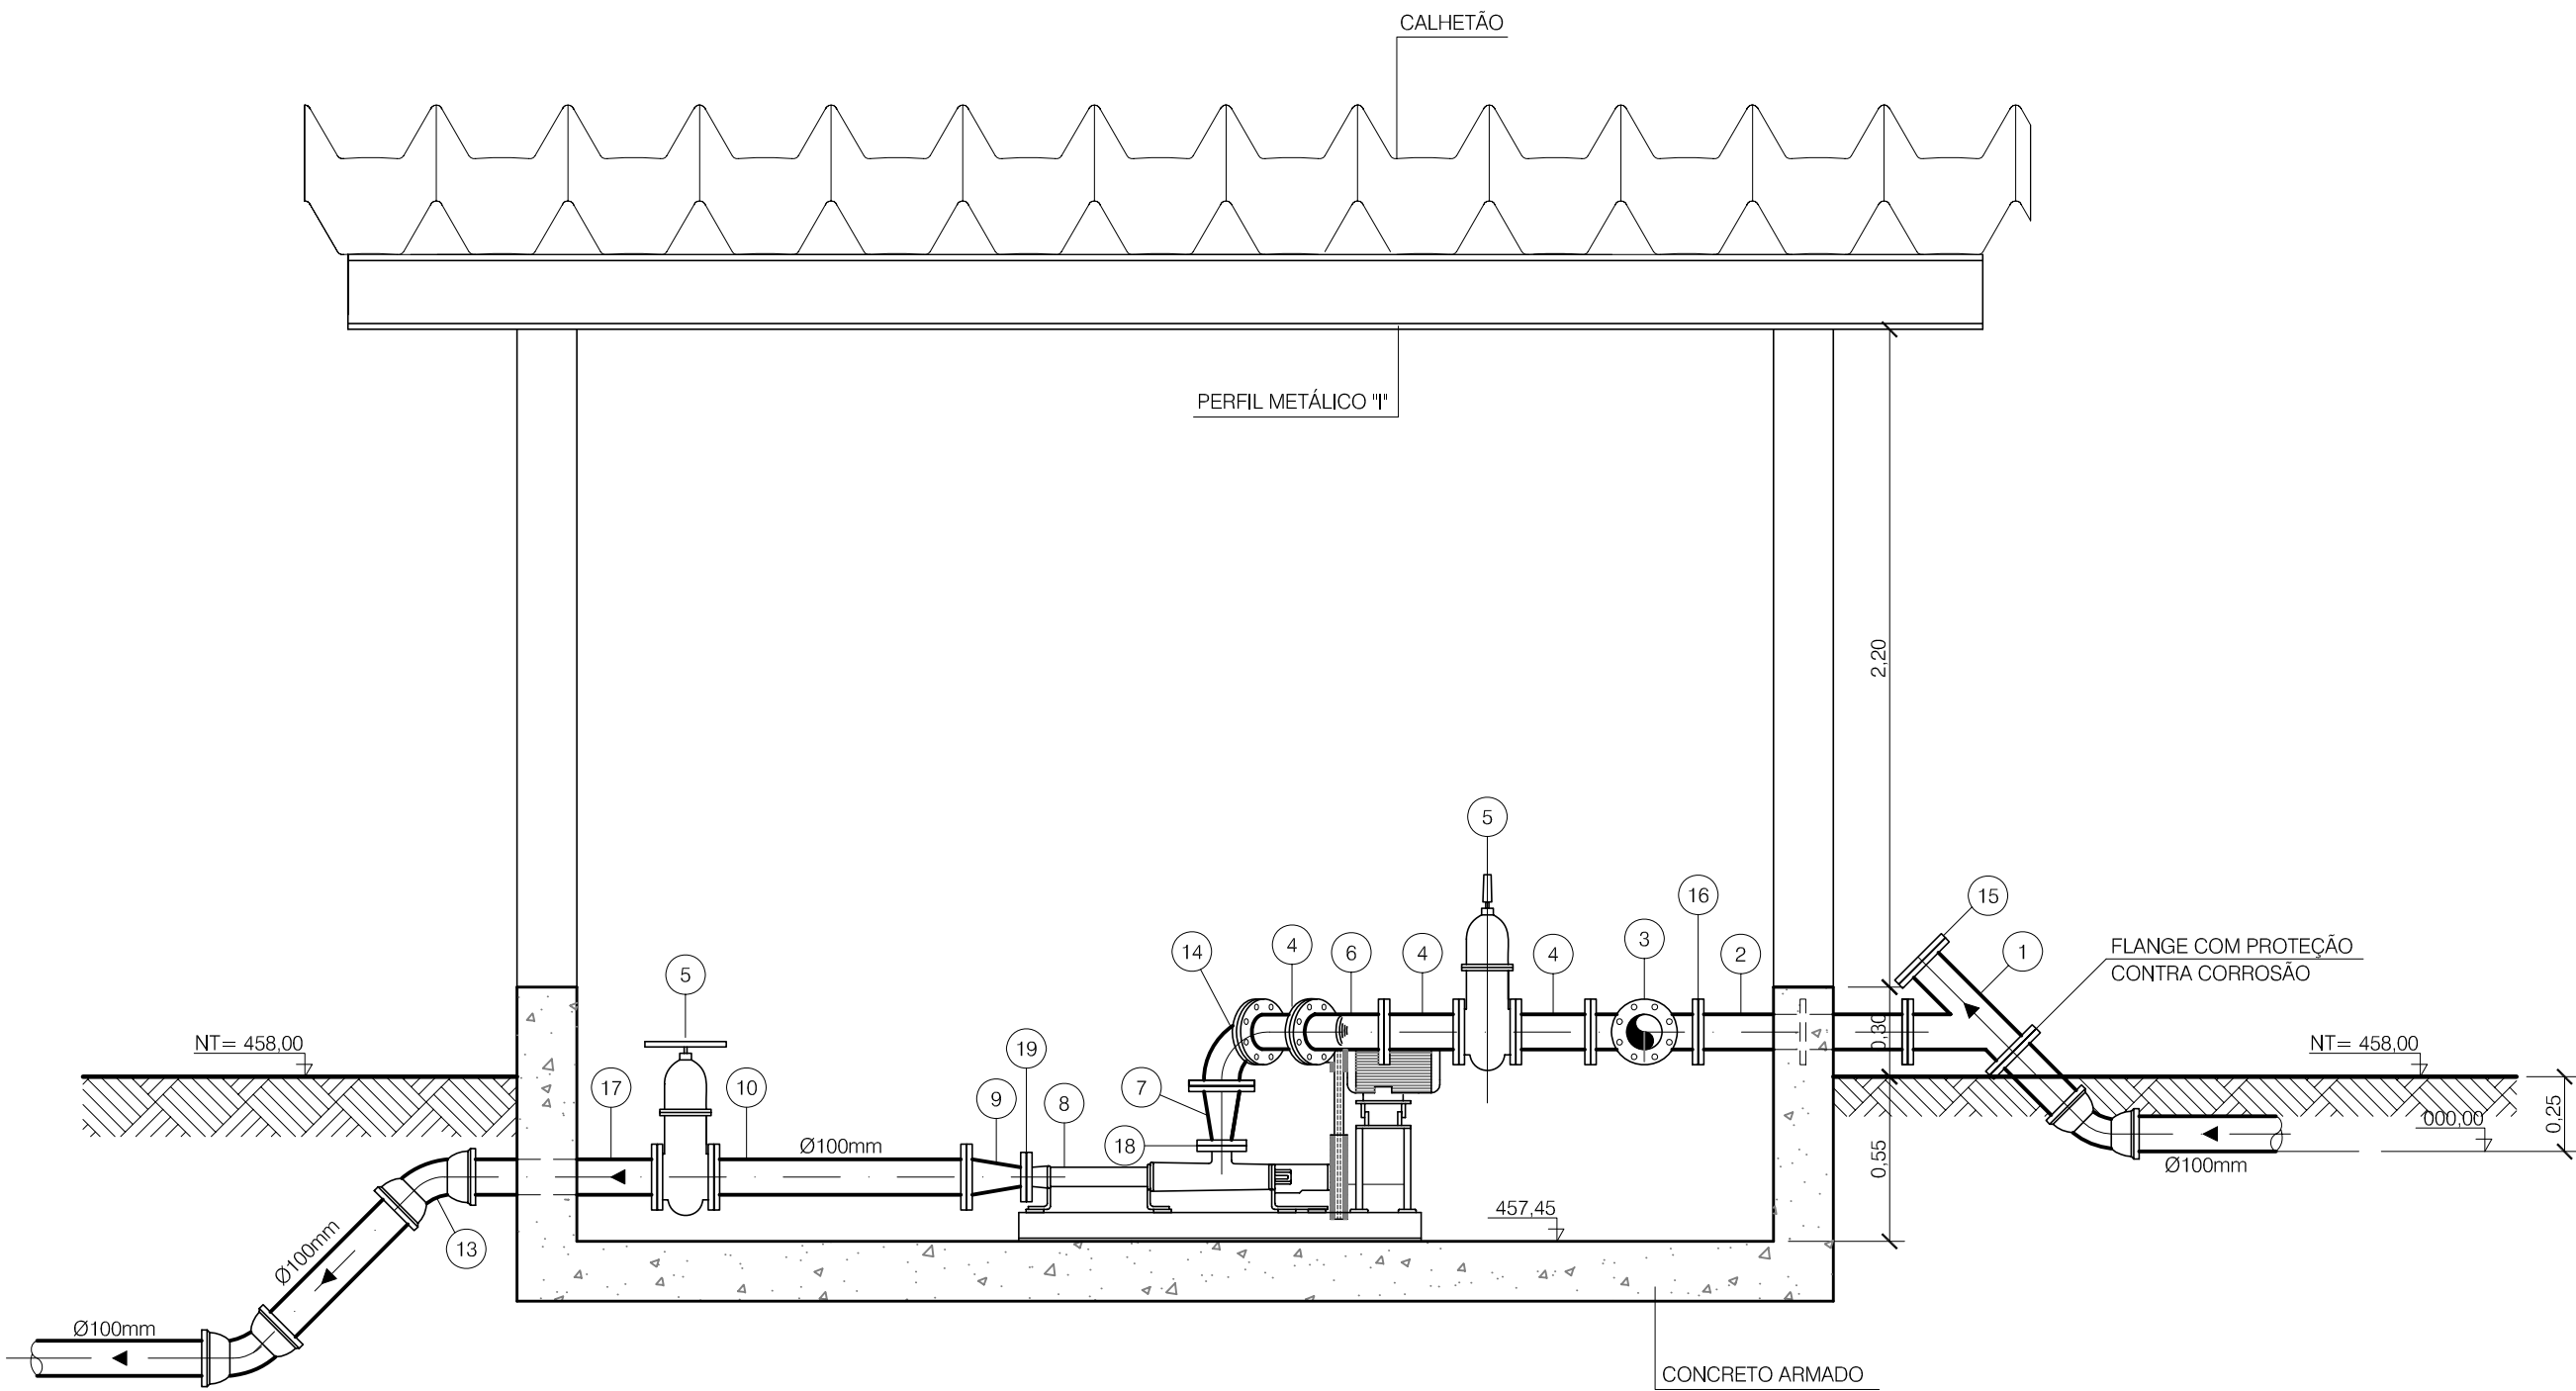 CALHETÃO
PERFIL METÁLICO "I"
2,20
5
15
16
3
14
4
6
4
4
2
1
FLANGE COM PROTEÇÃO
CONTRA CORROSÃO
5
NT= 458,00
0,30
NT= 458,00
19
17
10
9
8
7
000,00
0,25
18
Ø100mm
0,55
Ø100mm
457,45
13
Ø100mm
Ø100mm
CONCRETO ARMADO